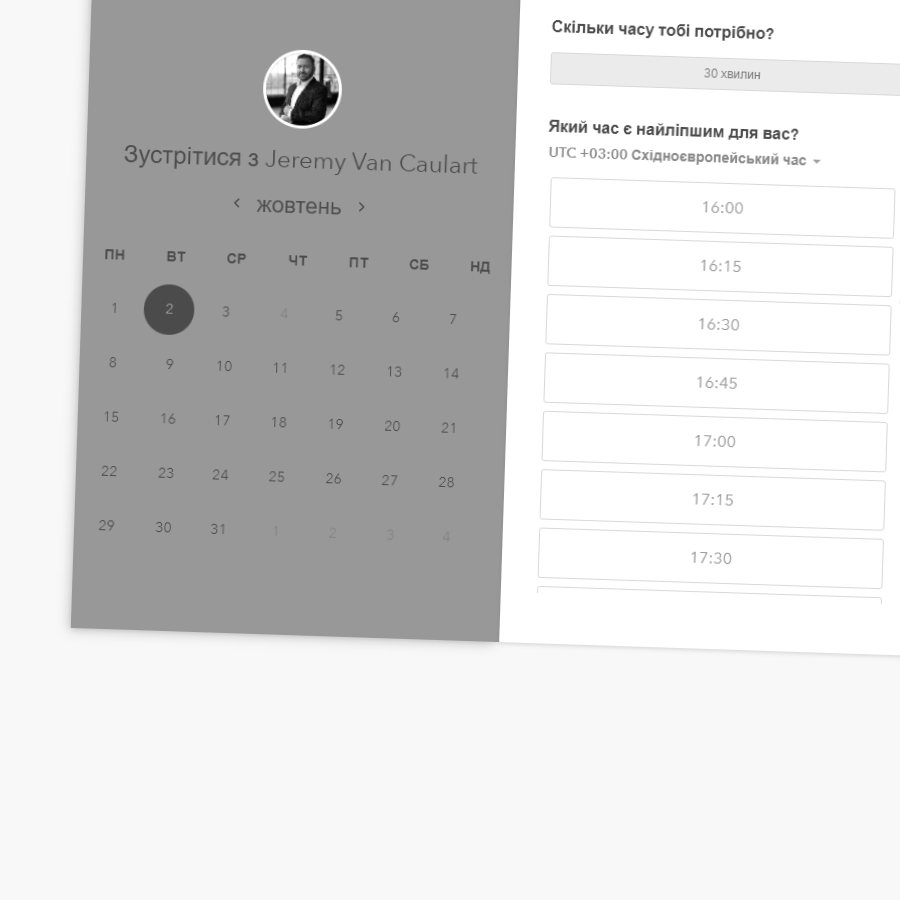 Зустрітися з Jeremy Van Caulart
‹ жовтень ›
ПН ВТ СР ЧТ ПТ СБ НД
1 2 3 4 5 6 7
8 9 10 11 12 13 14
15 16 17 18 19 20 21
22 23 24 25 26 27 28
29 30 31 1 2 3 4
Скільки часу тобі потрібно?
30 хвилин
Який час є найліпшим для вас?
UTC +03:00 Східноєвропейський час
16:00
16:15
16:30
16:45
17:00
17:15
17:30